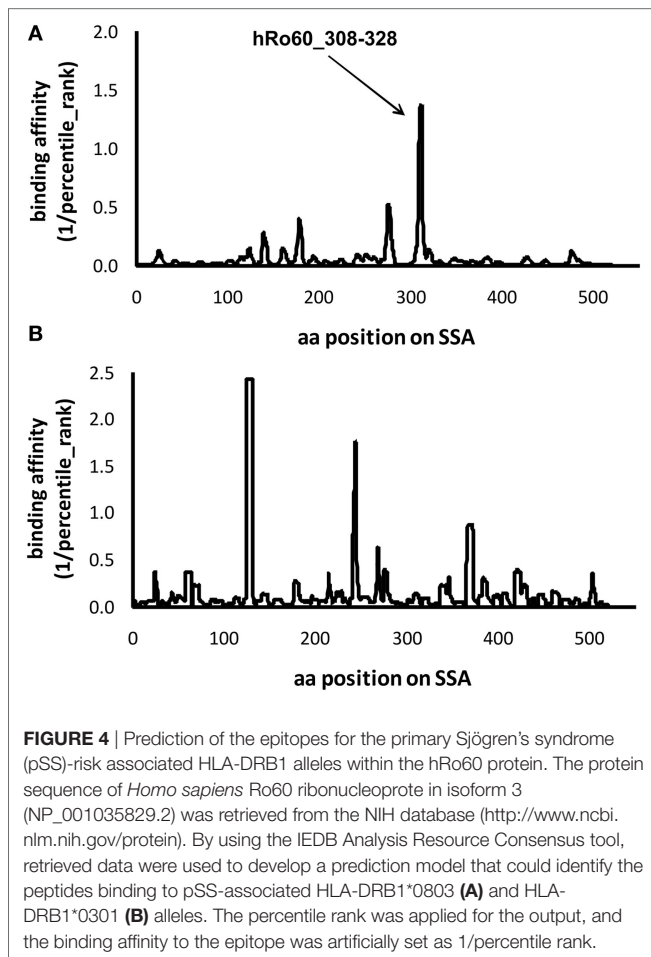 A
hRo60_308-328
binding affinity
(1/percentile_rank)
2.0
1.5
1.0
0.5
0.0
0 100 200 300 400 500
aa position on SSA
B
binding affinity
(1/percentile_rank)
2.5
2.0
1.5
1.0
0.5
0.0
0 100 200 300 400 500
aa position on SSA
FIGURE 4 | Prediction of the epitopes for the primary Sjögren's syndrome
(pSS)-risk associated HLA-DRB1 alleles within the hRo60 protein. The protein
sequence of Homo sapiens Ro60 ribonucleoprote in isoform 3
(NP_001035829.2) was retrieved from the NIH database (http://www.ncbi.
nlm.nih.gov/protein). By using the IEDB Analysis Resource Consensus tool,
retrieved data were used to develop a prediction model that could identify the
peptides binding to pSS-associated HLA-DRB1*0803 (A) and HLA-
DRB1*0301 (B) alleles. The percentile rank was applied for the output, and
the binding affinity to the epitope was artificially set as 1/percentile rank.